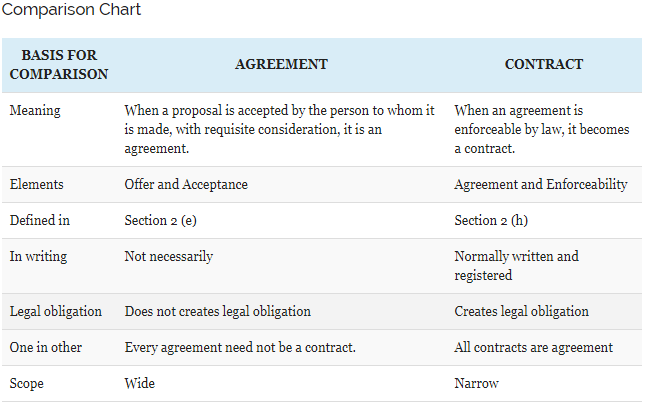 Comparison Chart
BASIS FOR
COMPARISON
AGREEMENT
CONTRACT
Meaning
When a proposal is accepted by the person to whom it
is made, with requisite consideration, it is an
agreement.
When an agreement is
enforceable by law, it becomes
a contract.
Elements
Offer and Acceptance
Agreement and Enforceability
Defined in
Section 2 (e)
Section 2 (h)
In writing
Not necessarily
Normally written and
registered
Legal obligation
Does not creates legal obligation
Creates legal obligation
One in other
Every agreement need not be a contract.
All contracts are agreement
Scope
Wide
Narrow